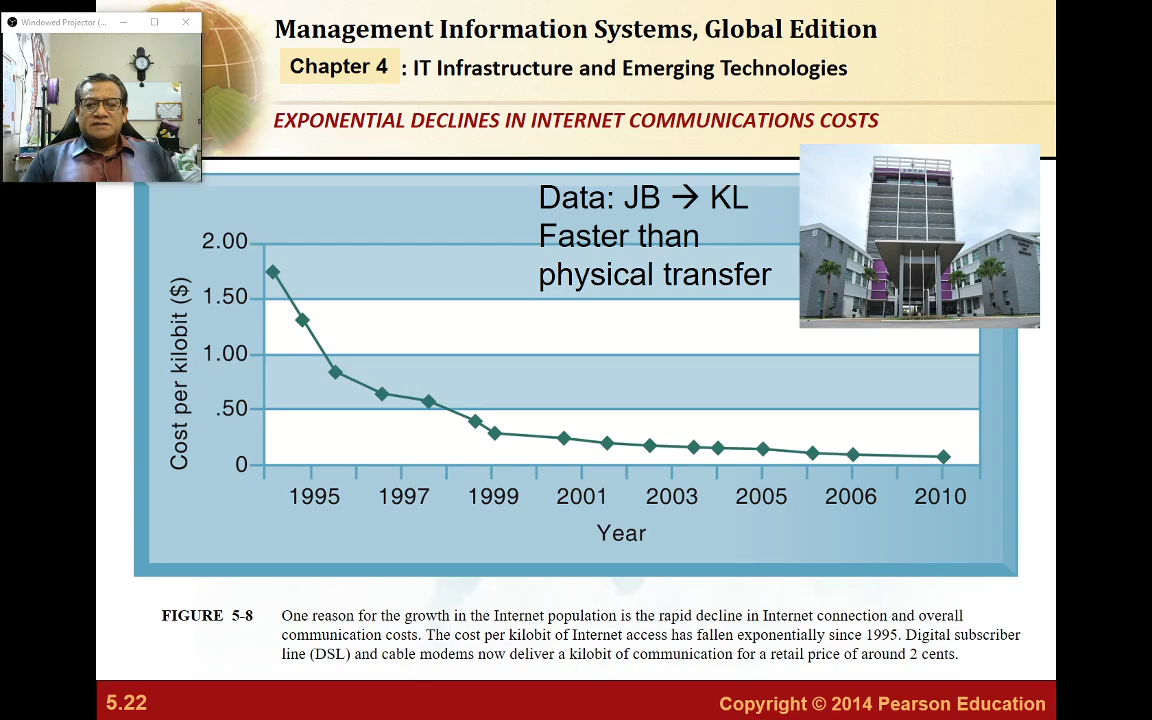 Windowed Projector (...
Management Information Systems, Global Edition
Chapter 4 : IT Infrastructure and Emerging Technologies
EXPONENTIAL DECLINES IN INTERNET COMMUNICATIONS COSTS
Data: JB → KL
Faster than
physical transfer
Cost per kilobit ($)
2.00
1.50
1.00
.50
0
1995 1997 1999 2001 2003 2005 2006 2010
Year
FIGURE 5-8 One reason for the growth in the Internet population is the rapid decline in Internet connection and overall
communication costs. The cost per kilobit of Internet access has fallen exponentially since 1995. Digital subscriber
line (DSL) and cable modems now deliver a kilobit of communication for a retail price of around 2 cents.
5.22 Copyright © 2014 Pearson Education